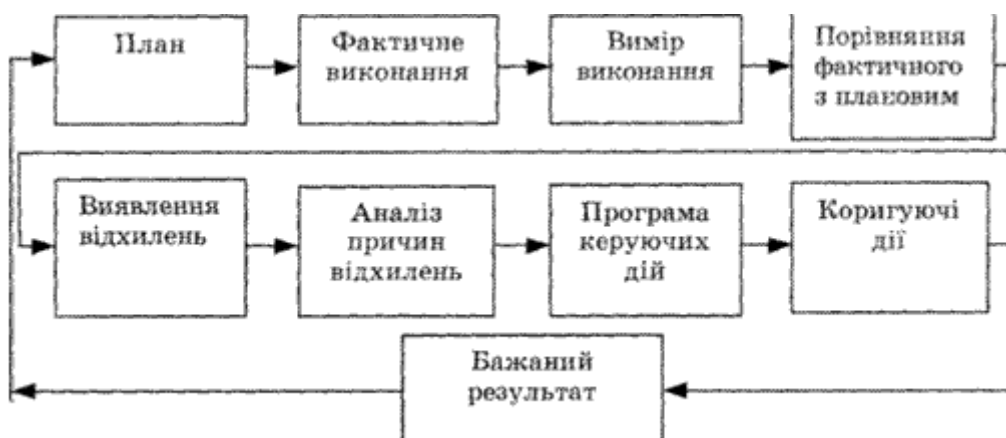 План
Фактичне
виконання
Вимір
виконання
Порівняння
фактичного
з плановим
Виявлення
відхилень
Аналіз
причин
відхилень
Програма
керуючих
дій
Коригуючі
дії
Бажаний
результат